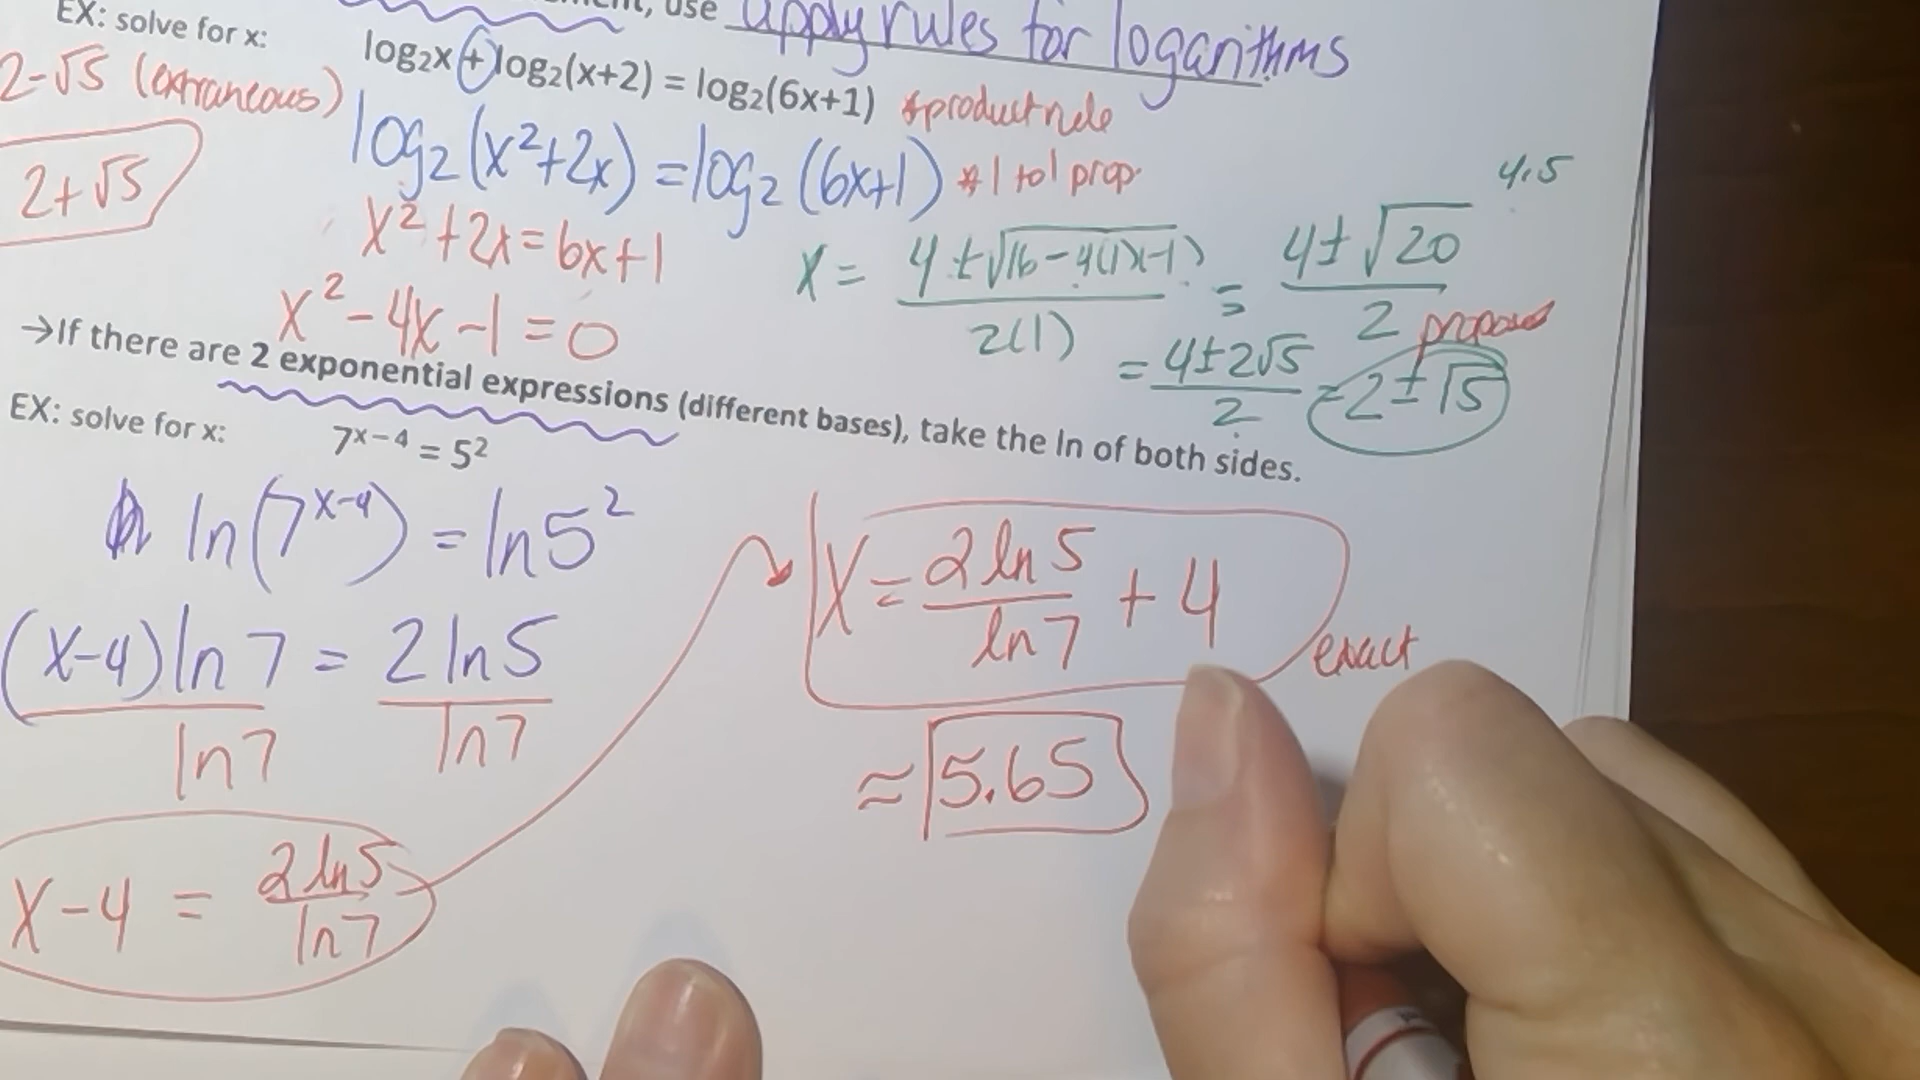 use apply rules for logarithms
EX: solve for x:
log₂x + log₂(x+2) = log₂(6x+1) *product rule
2-√5 (extraneous)
2+√5
log₂(x²+2x) = log₂(6x+1) *1 to 1 prop.
x²+2x=6x+1
x²-4x-1=0
4·5
x = 4±√16-4(1)(-1) / 2(1) = 4±√20 / 2
= 4±2√5 / 2 = 2±√5
proposed
→If there are 2 exponential expressions (different bases), take the ln of both sides.
EX: solve for x:
7ˣ⁻⁴ = 5²
ln(7ˣ⁻⁴) = ln5²
(x-4)ln7 = 2ln5
ln7 ln7
x-4 = 2ln5 / ln7
x = 2ln5 / ln7 + 4
exact
≈ 5.65